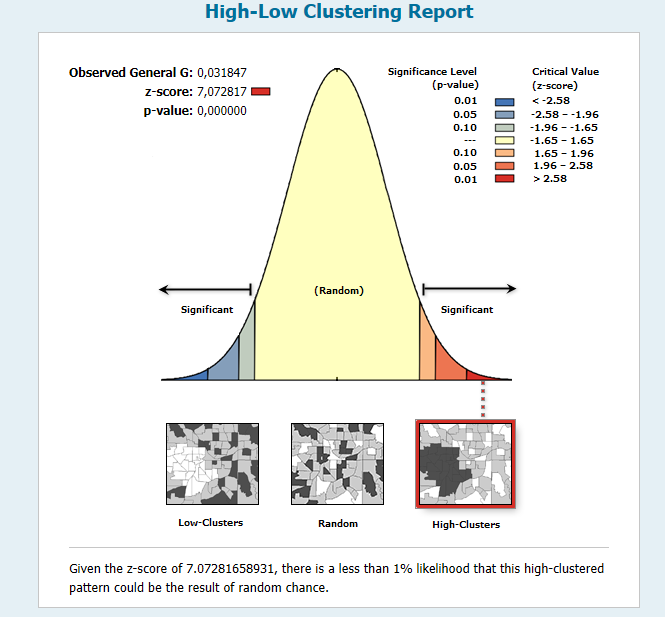 High-Low Clustering Report
Observed General G: 0,031847
z-score: 7,072817
p-value: 0,000000
Significance Level
(p-value)
Critical Value
(z-score)
0.01 < -2.58
0.05 -2.58 – -1.96
0.10 -1.96 – -1.65
--- -1.65 – 1.65
0.10 1.65 – 1.96
0.05 1.96 – 2.58
0.01 > 2.58
(Random)
Significant
Significant
Low-Clusters
Random
High-Clusters
Given the z-score of 7.07281658931, there is a less than 1% likelihood that this high-clustered
pattern could be the result of random chance.